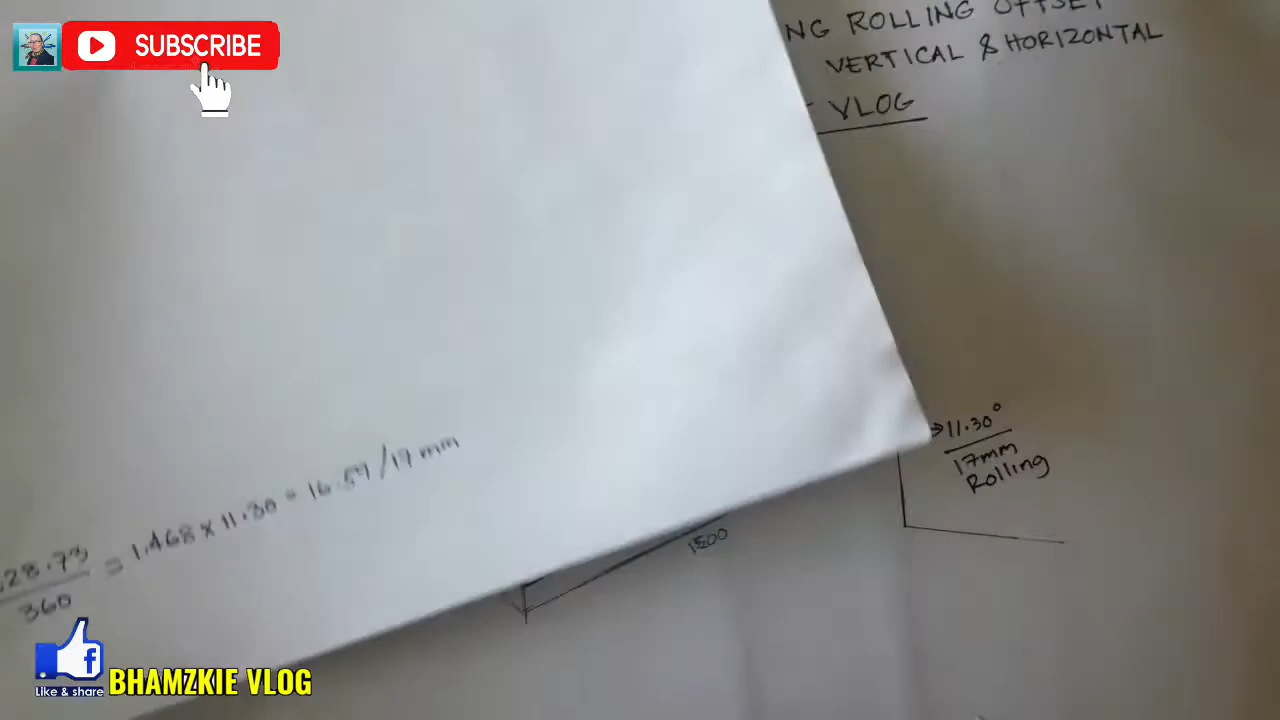 SUBSCRIBE
NG ROLLING OFFSET
VERTICAL & HORIZONTAL
VLOG
11.30°
17mm
Rolling
1500
28.73
360
= 1.468 x 11.30 = 16.59 / 17 mm
Like & share
BHAMZKIE VLOG